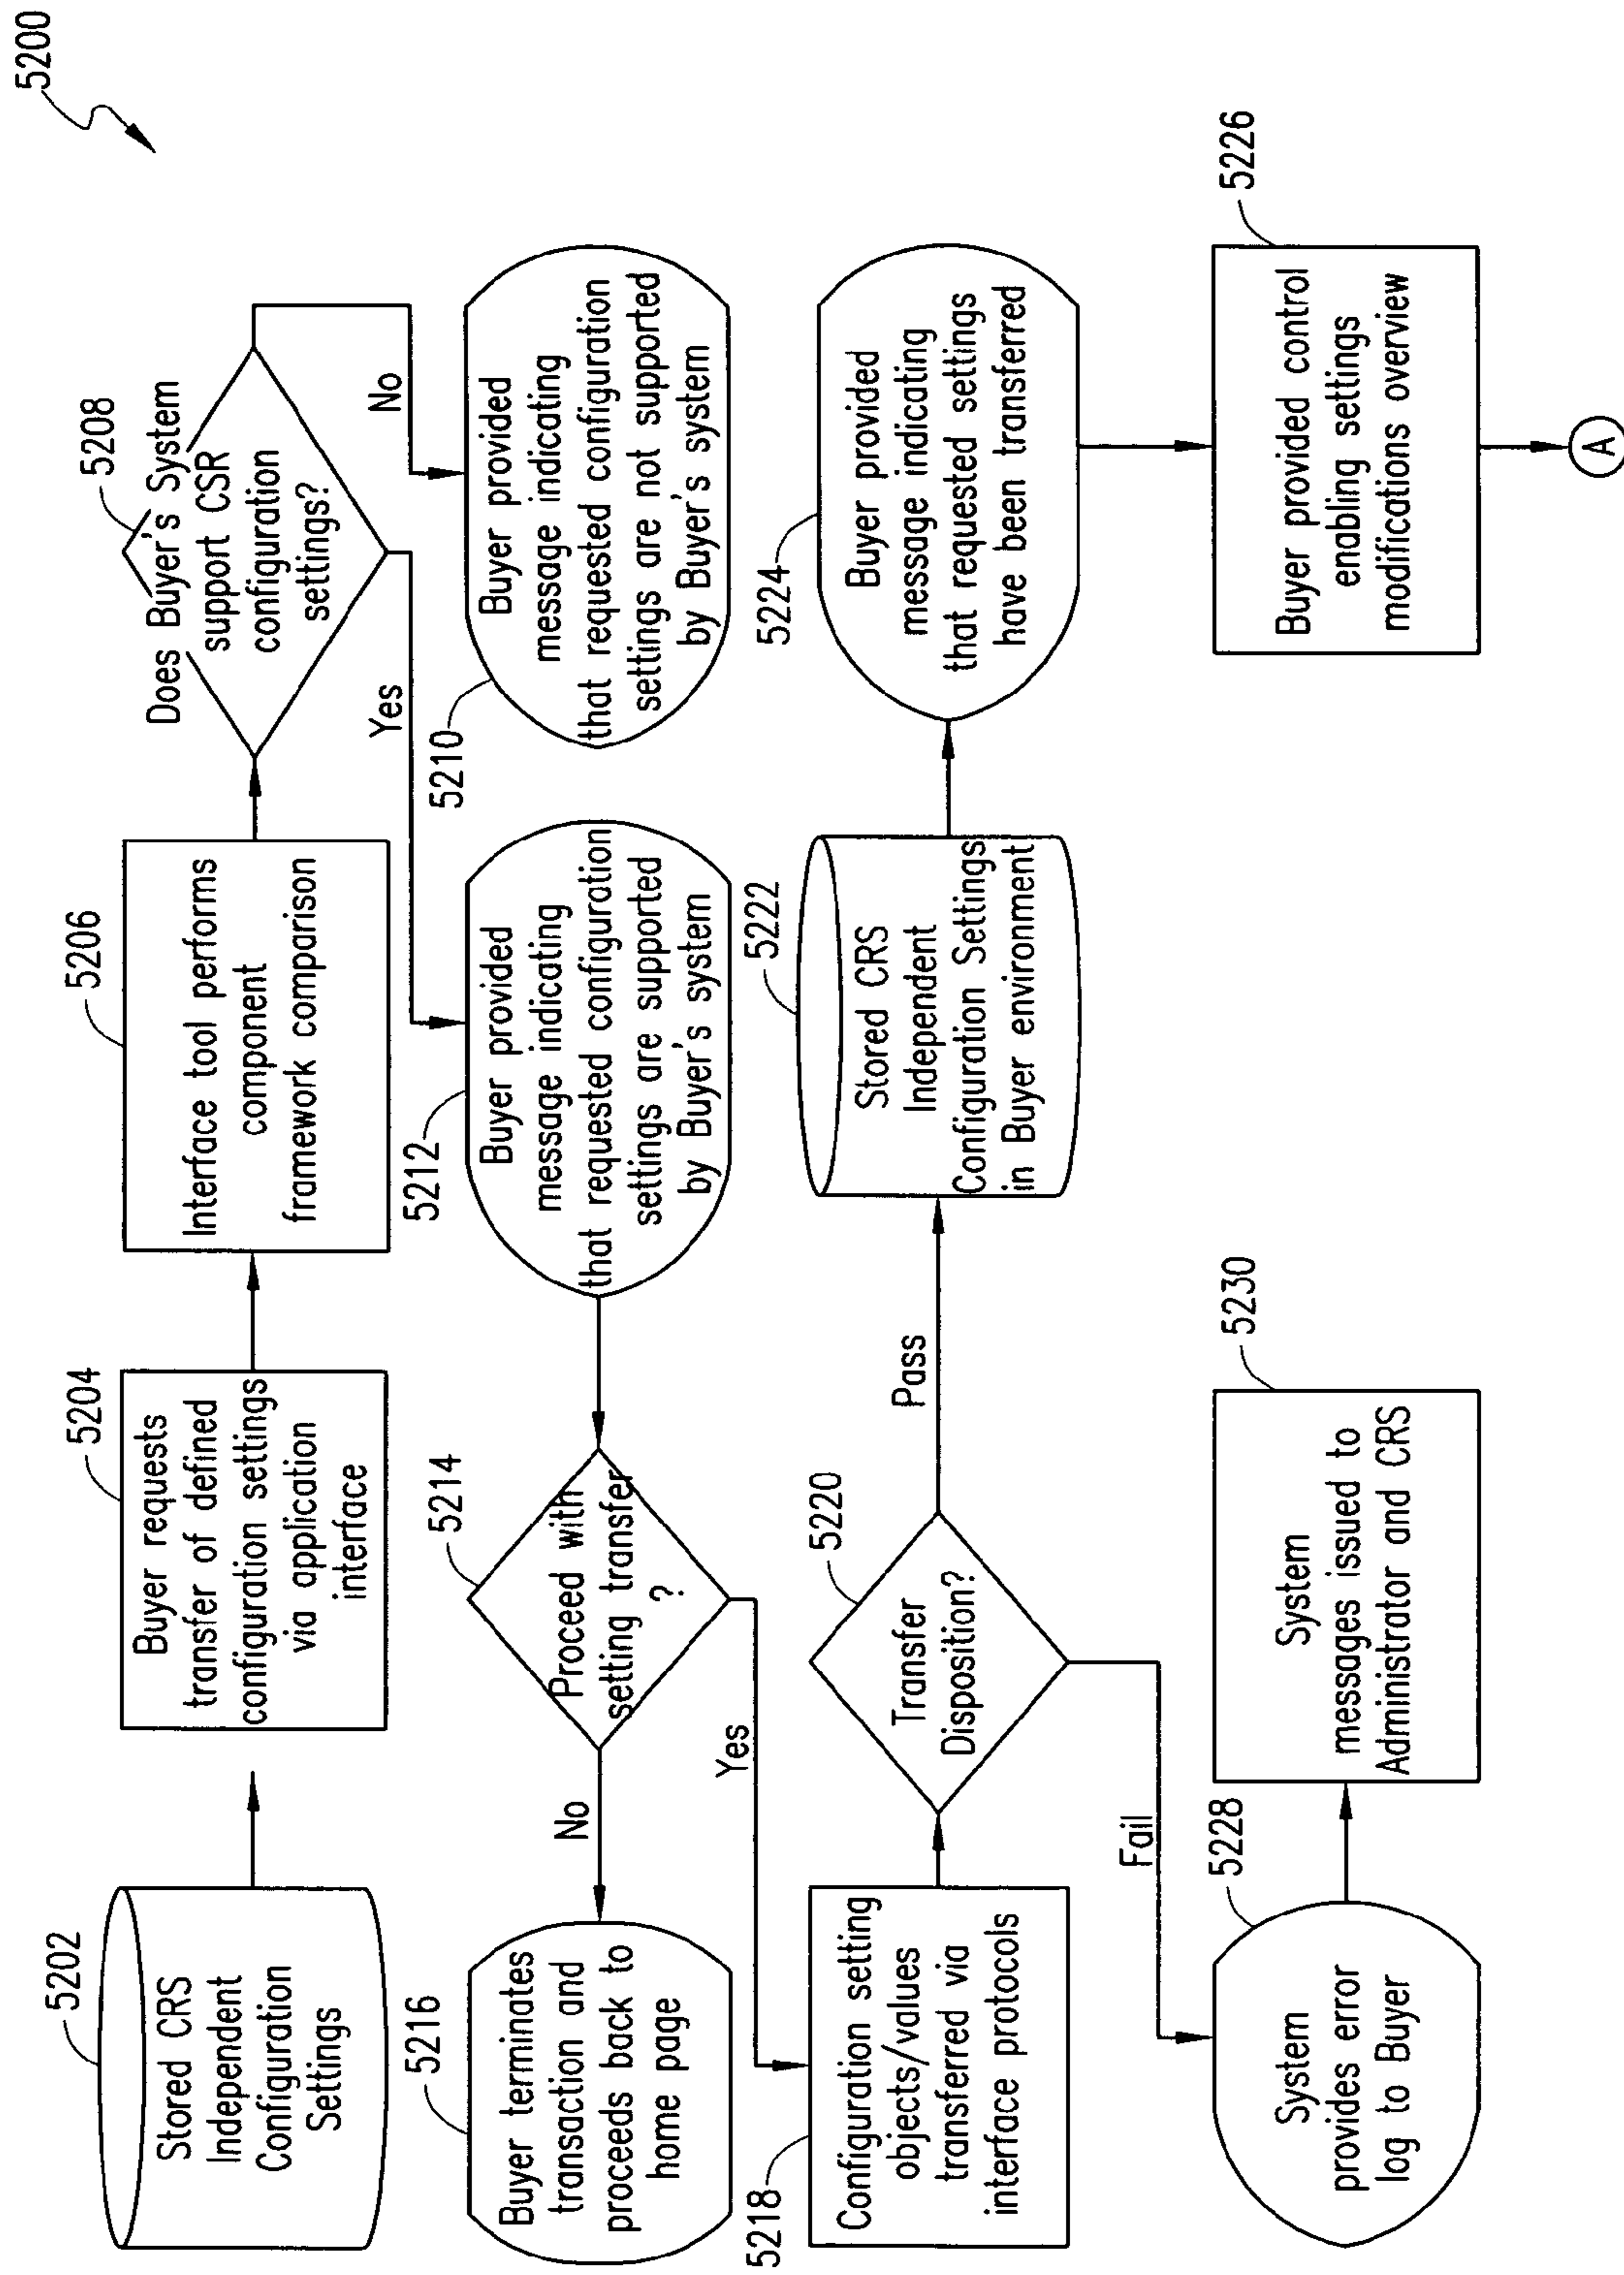 5200
5202
Stored CRS
Independent
Configuration
Settings
5204
Buyer requests
transfer of defined
configuration settings
via application
interface
5206
Interface tool performs
component
framework comparison
5208
Does Buyer's System
support CSR
configuration
settings?
No
Yes
5210
Buyer provided
message indicating
that requested configuration
settings are not supported
by Buyer's system
5212
Buyer provided
message indicating
that requested configuration
settings are supported
by Buyer's system
5214
Proceed with
setting transfer
?
No
Yes
5216
Buyer terminates
transaction and
proceeds back to
home page
5218
Configuration setting
objects/values
transferred via
interface protocols
5220
Transfer
Disposition?
Pass
Fail
5222
Stored CRS
Independent
Configuration Settings
in Buyer environment
5224
Buyer provided
message indicating
that requested settings
have been transferred
5226
Buyer provided control
enabling settings
modifications overview
A
5228
System
provides error
log to Buyer
5230
System
messages issued to
Administrator and CRS